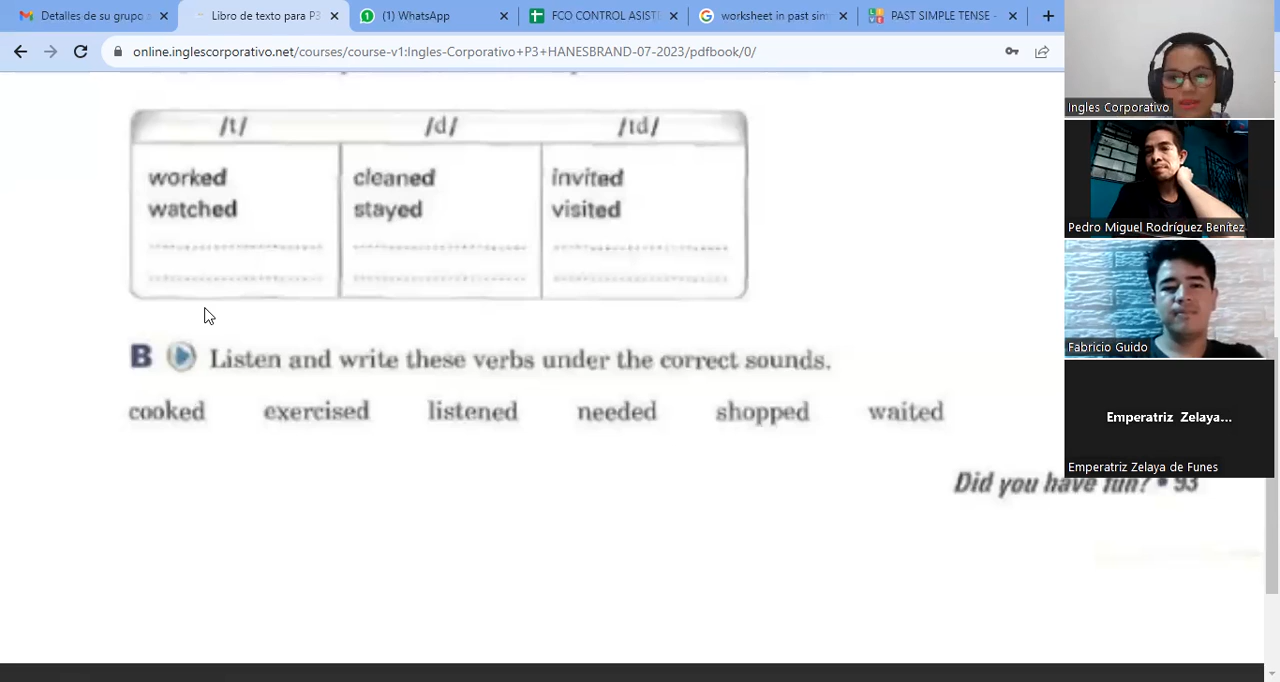 Detalles de su grupo a
Libro de texto para P3
(1) WhatsApp
FCO CONTROL ASIST
worksheet in past sim
PAST SIMPLE TENSE -
online.inglescorporativo.net/courses/course-v1:Ingles-Corporativo+P3+HANESBRAND-07-2023/pdfbook/0/
/t/ /d/ /ɪd/
worked cleaned invited
watched stayed visited
B Listen and write these verbs under the correct sounds.
cooked exercised listened needed shopped waited
Did you have fun? • 93
Ingles Corporativo
Pedro Miguel Rodríguez Benítez
Fabricio Guido
Emperatriz Zelaya...
Emperatriz Zelaya de Funes